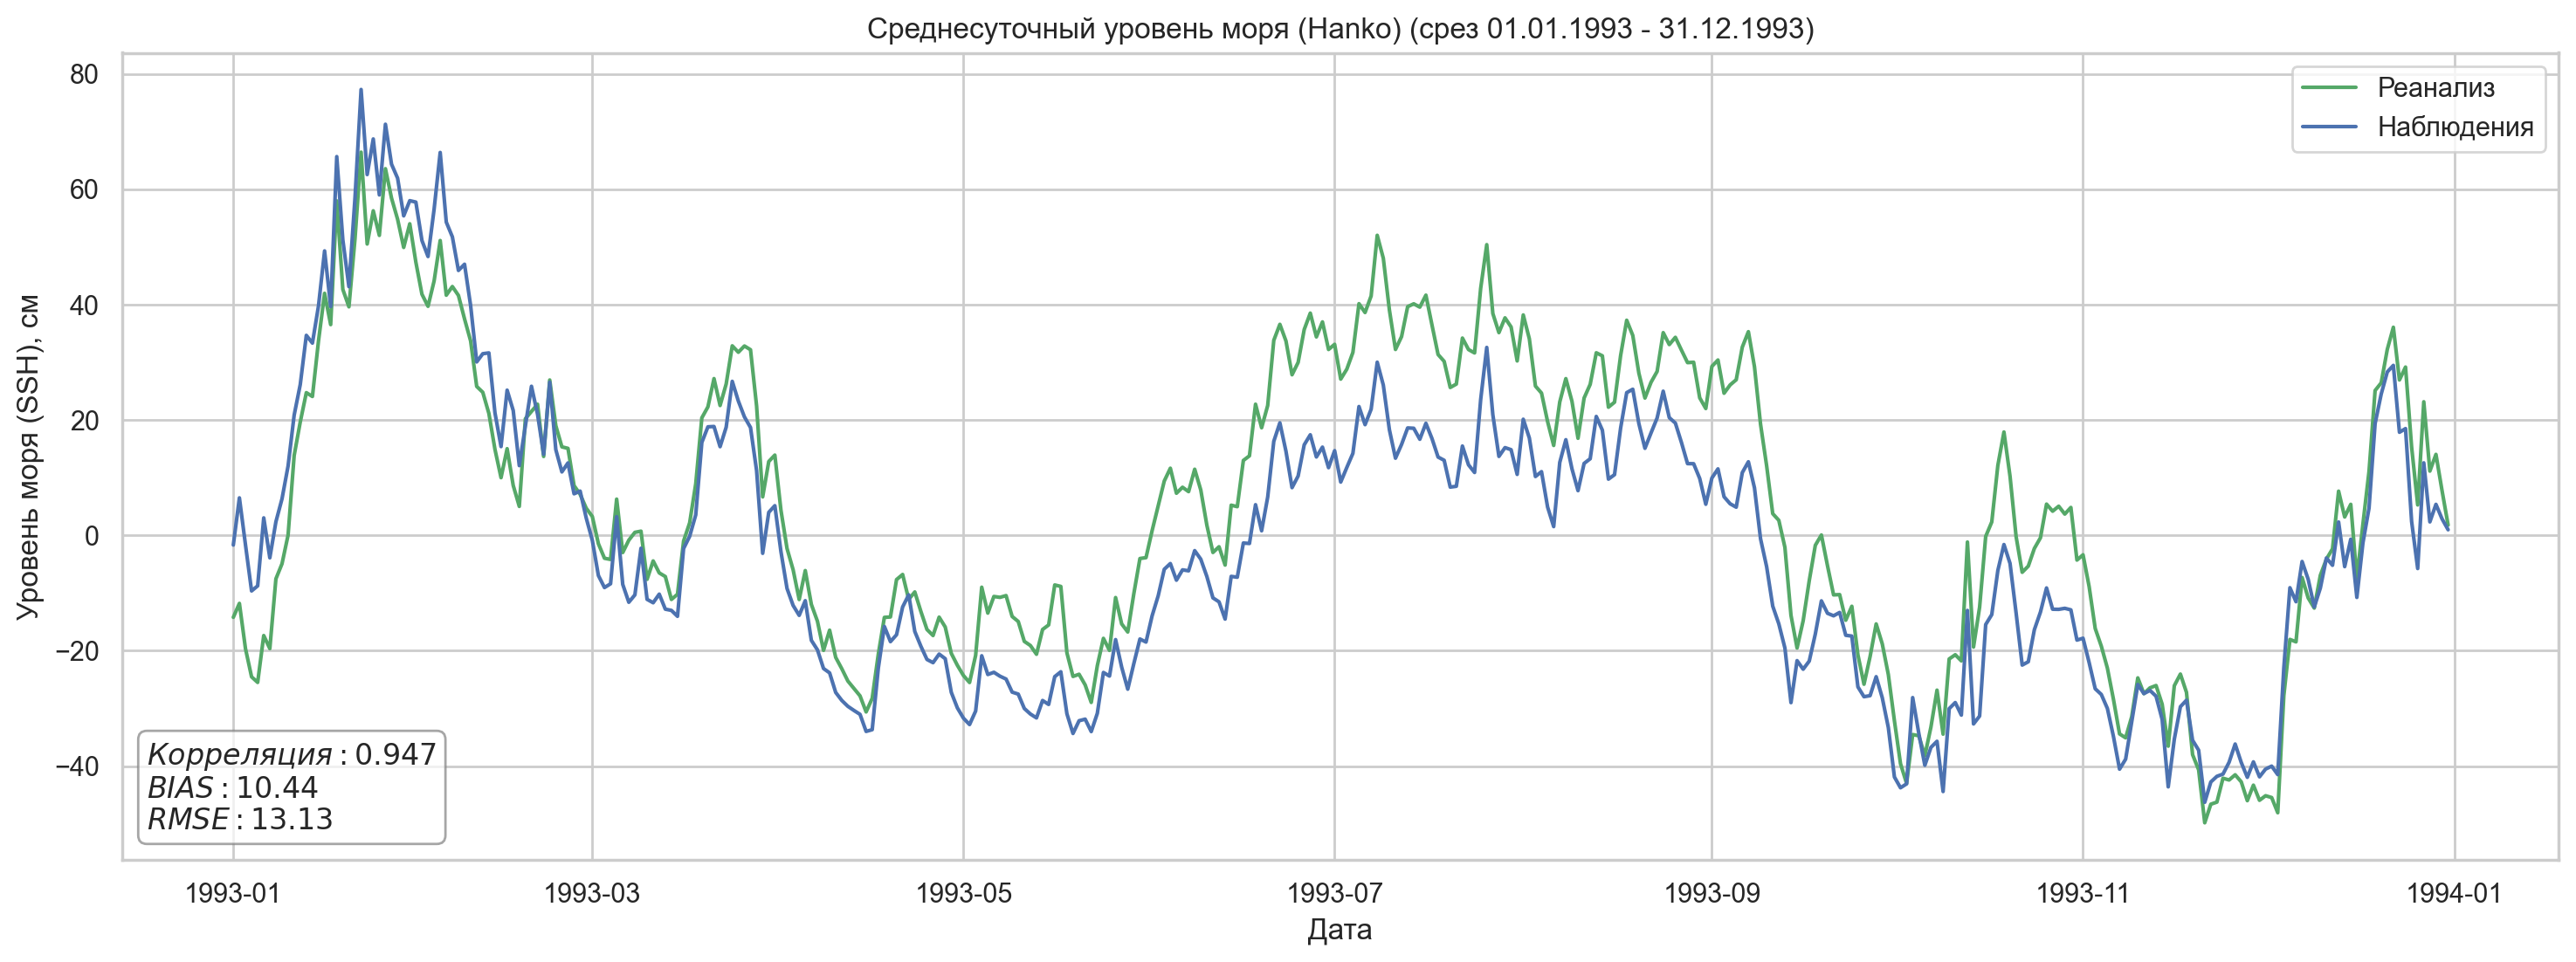 Среднесуточный уровень моря (Hanko) (срез 01.01.1993 - 31.12.1993)
Реанализ
Наблюдения
Уровень моря (SSH), см
80
60
40
20
0
−20
−40
Корреляция : 0.947
BIAS : 10.44
RMSE : 13.13
1993-01 1993-03 1993-05 1993-07 1993-09 1993-11 1994-01
Дата